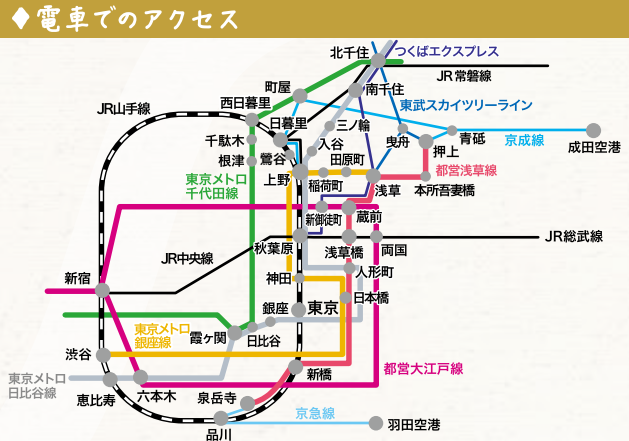 電車でのアクセス
北千住
つくばエクスプレス
JR常磐線
町屋
南千住
西日暮里
東武スカイツリーライン
JR山手線
日暮里
三ノ輪
千駄木
入谷
曳舟
青砥
京成線
成田空港
根津
鶯谷
田原町
押上
東京メトロ
千代田線
上野
稲荷町
都営浅草線
浅草
本所吾妻橋
新御徒町
蔵前
JR中央線
秋葉原
浅草橋
両国
JR総武線
新宿
神田
人形町
日本橋
銀座
東京
東京メトロ
銀座線
霞ヶ関
日比谷
渋谷
東京メトロ
日比谷線
新橋
都営大江戸線
恵比寿
六本木
泉岳寺
京急線
品川
羽田空港